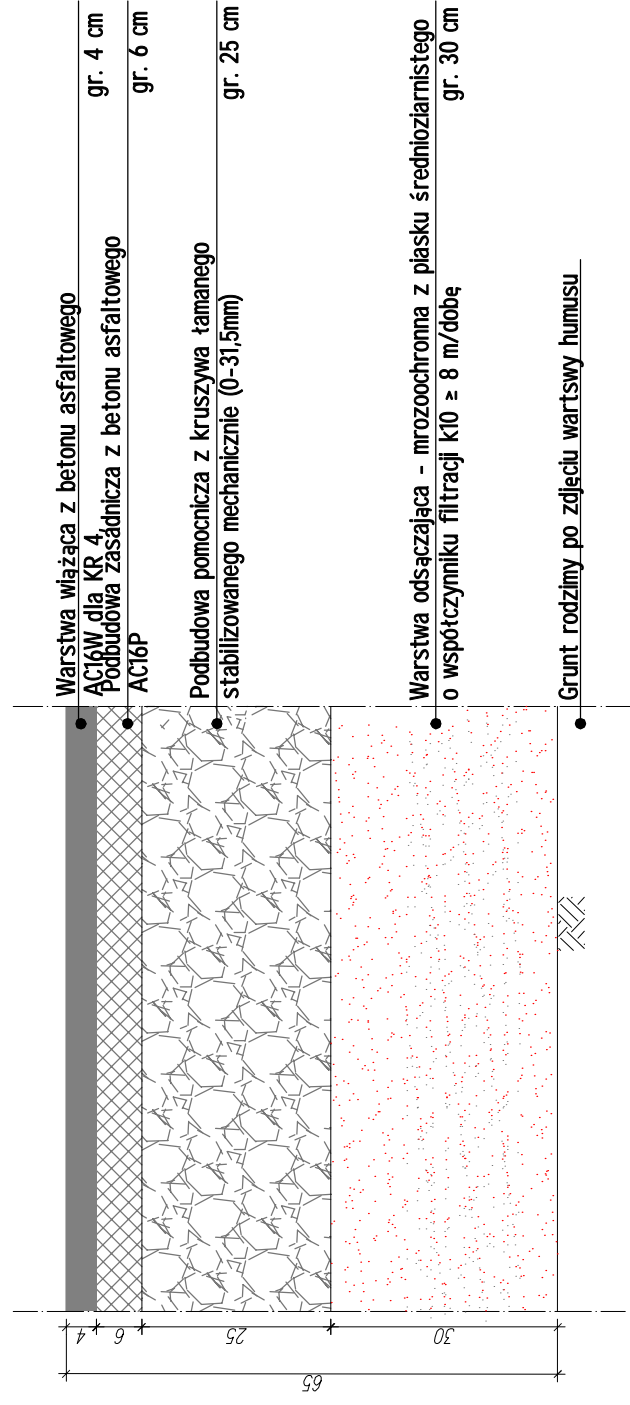 Warstwa wiążąca z betonu asfaltowego
AC16W dla KR 4, gr. 4 cm
Podbudowa zasadnicza z betonu asfaltowego
AC16P gr. 6 cm
Podbudowa pomocnicza z kruszywa łamanego
stabilizowanego mechanicznie (0-31,5mm) gr. 25 cm
Warstwa odsączająca - mrozoochronna z piasku średnioziarnistego
o współczynniku filtracji k10 ≥ 8 m/dobę gr. 30 cm
Grunt rodzimy po zdjęciu wartswy humusu
4
6
25
30
65